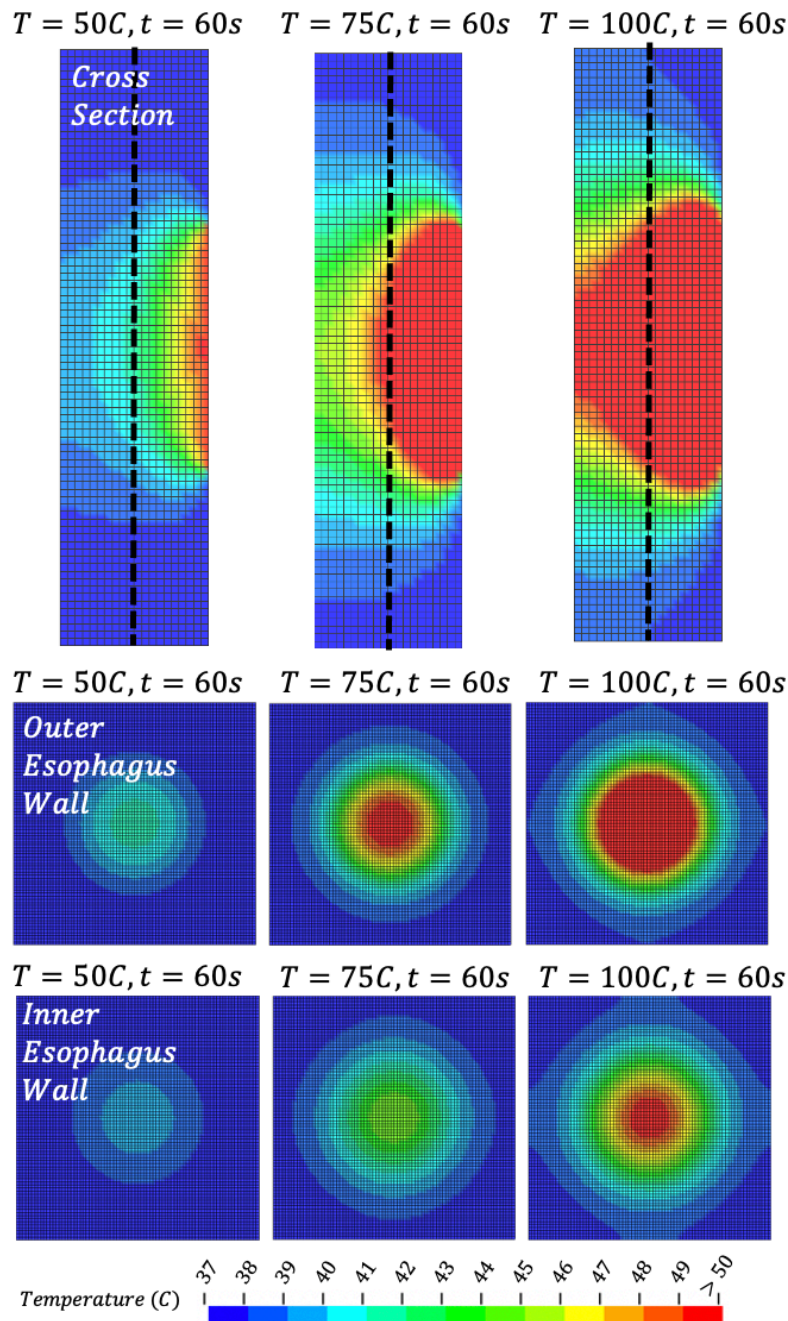 T = 50C, t = 60s T = 75C, t = 60s T = 100C, t = 60s
Cross
Section
T = 50C, t = 60s T = 75C, t = 60s T = 100C, t = 60s
Outer
Esophagus
Wall
T = 50C, t = 60s T = 75C, t = 60s T = 100C, t = 60s
Inner
Esophagus
Wall
37 38 39 40 41 42 43 44 45 46 47 48 49 > 50
Temperature (C)